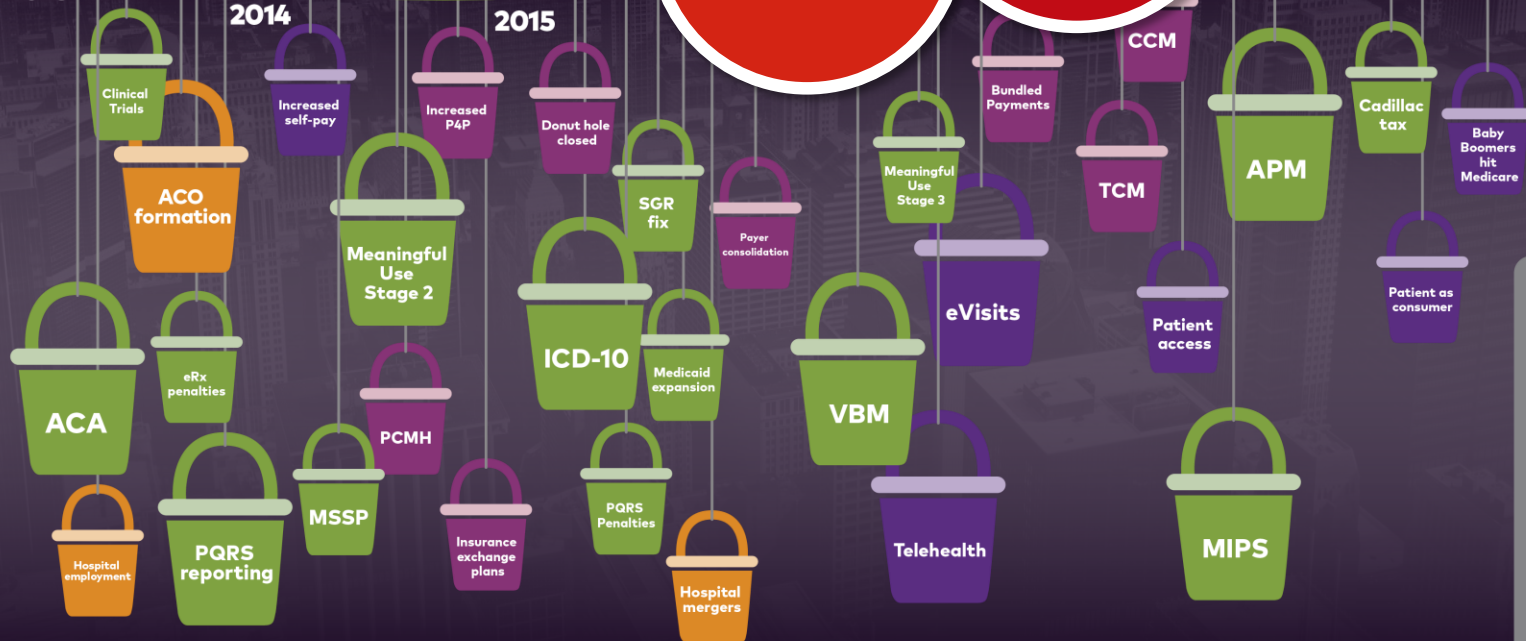 2014
2015
Clinical
Trials
ACO
formation
Increased
self-pay
Increased
P4P
Donut hole
closed
Meaningful
Use
Stage 2
SGR
fix
Payer
consolidation
ACA
eRx
penalties
PQRS
reporting
Hospital
employment
MSSP
PCMH
Insurance
exchange
plans
ICD-10
Medicaid
expansion
PQRS
Penalties
Hospital
mergers
Meaningful
Use
Stage 3
Bundled
Payments
CCM
TCM
APM
Cadillac
tax
Baby
Boomers
hit
Medicare
eVisits
VBM
Telehealth
Patient
access
Patient as
consumer
MIPS